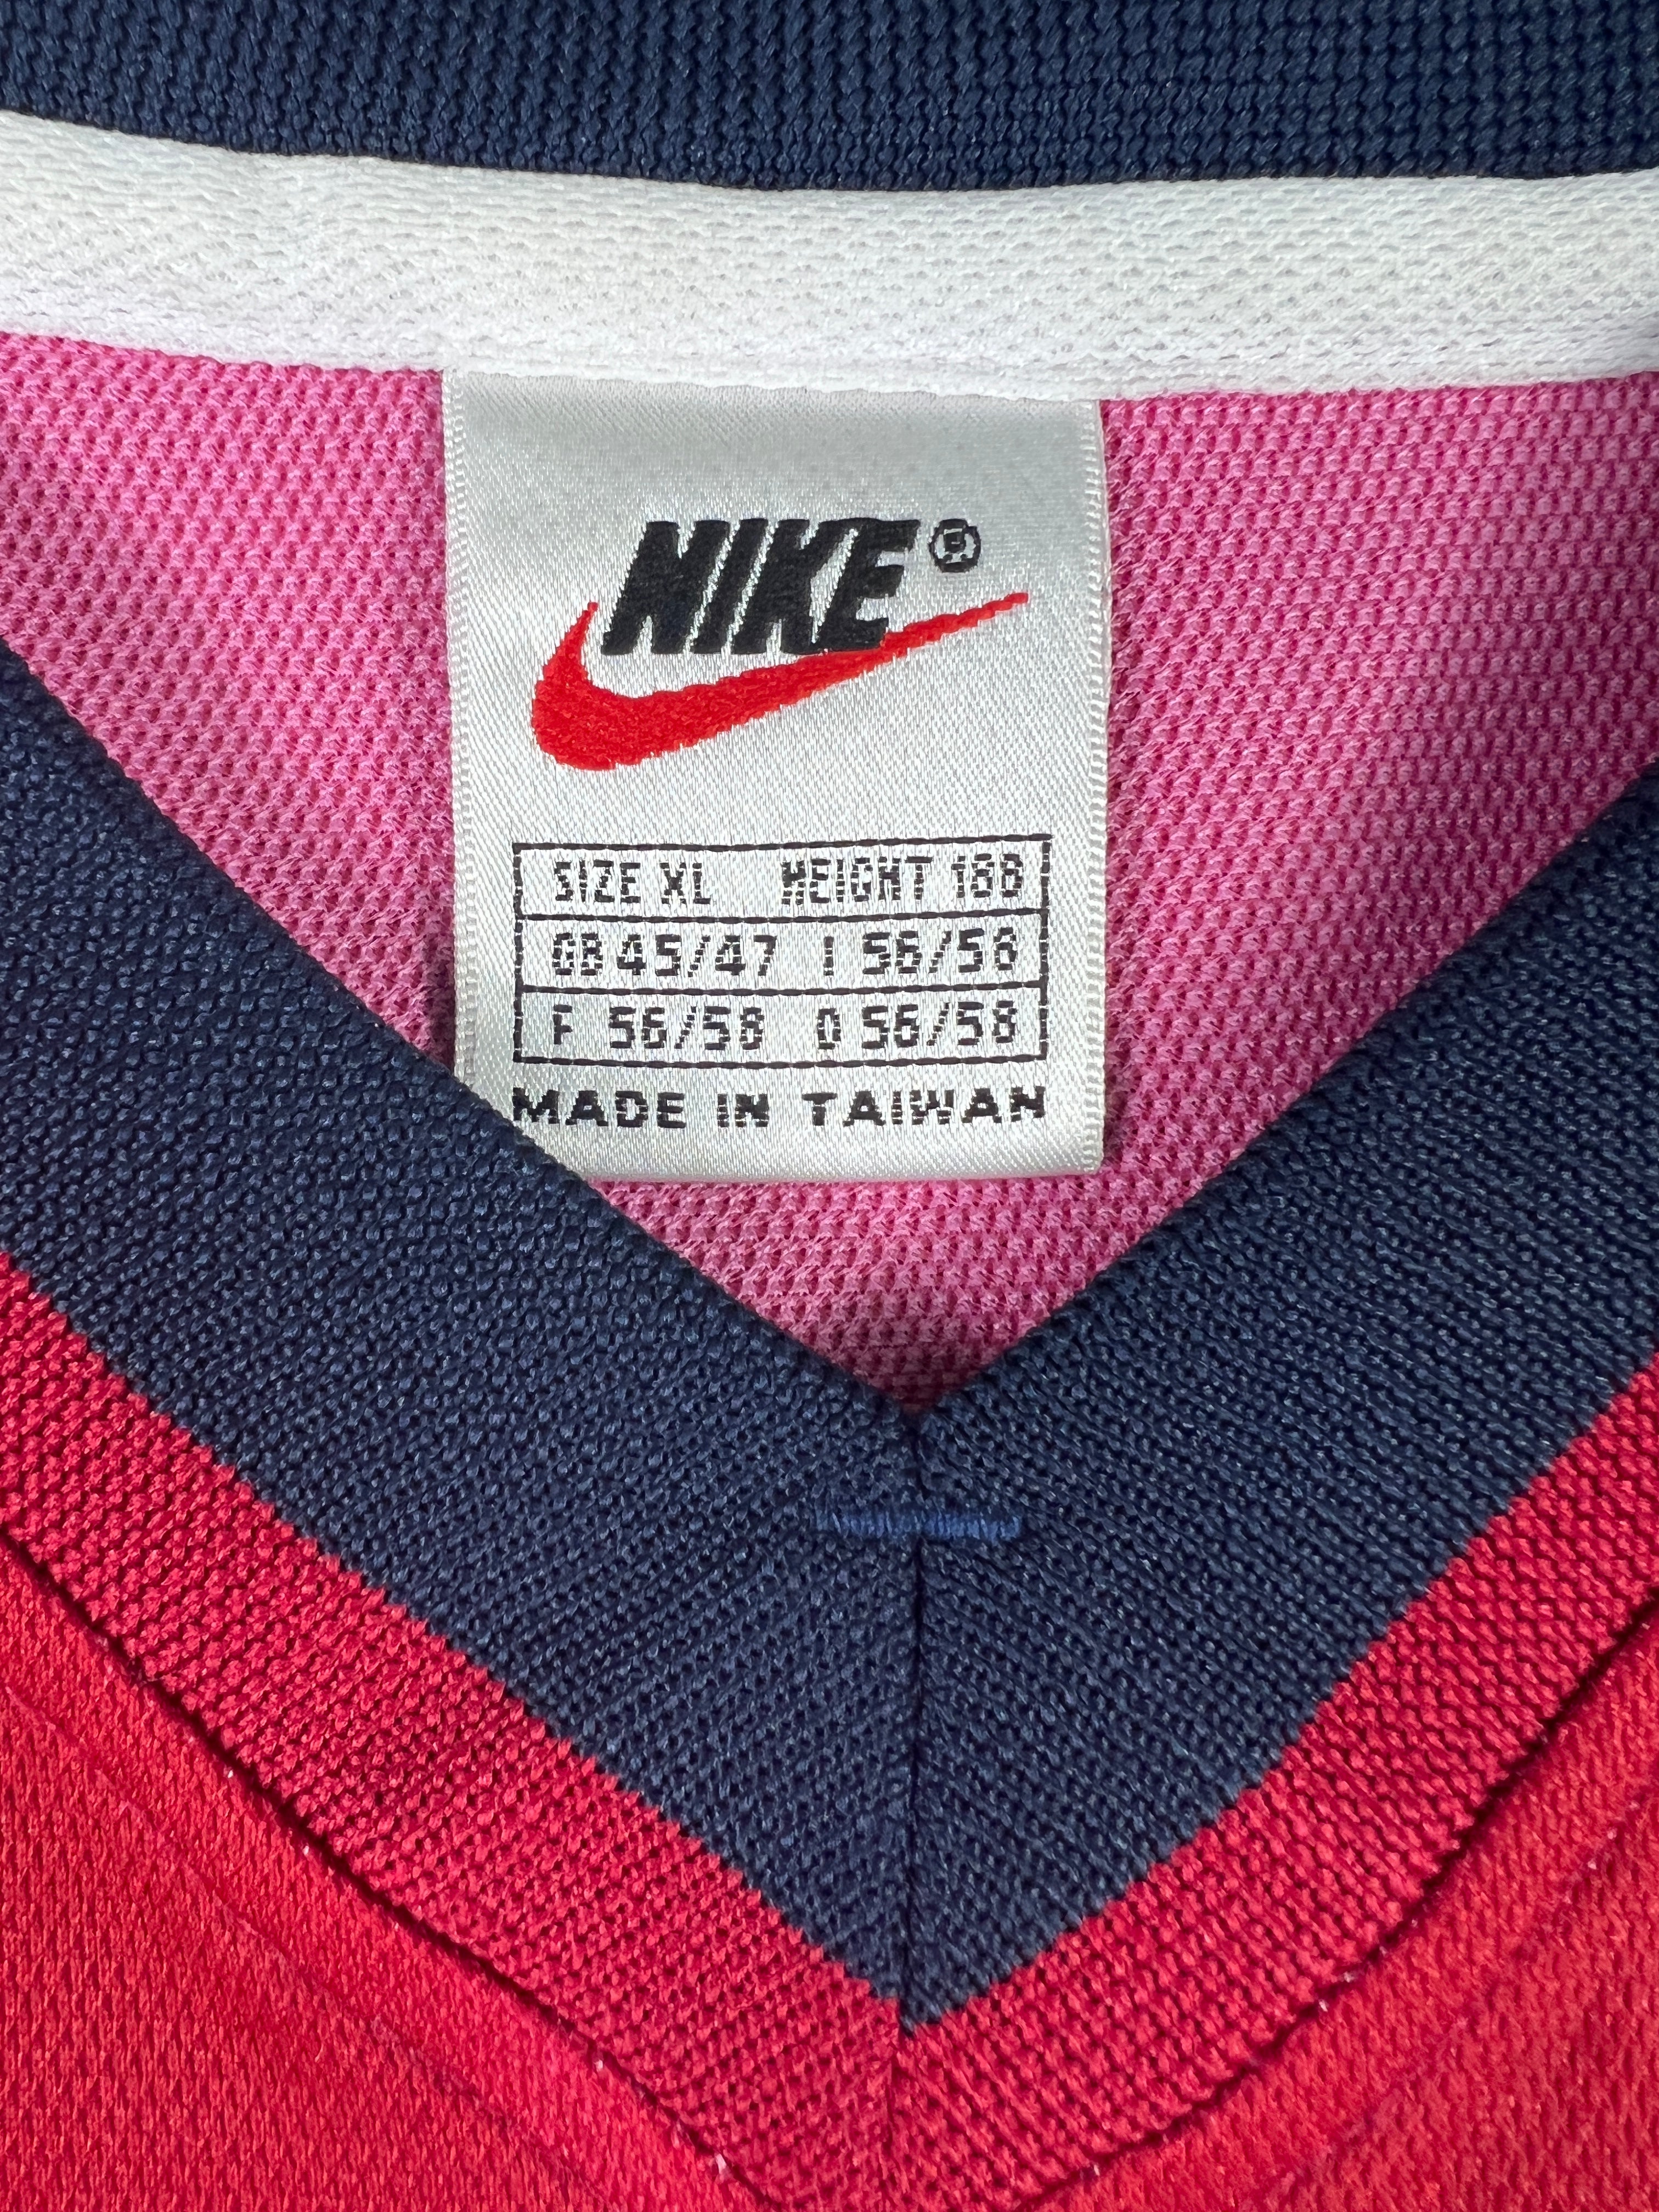 NIKE®
SIZE XL HEIGHT 188
GB 45/47 I 56/58
F 56/58 D 56/58
MADE IN TAIWAN